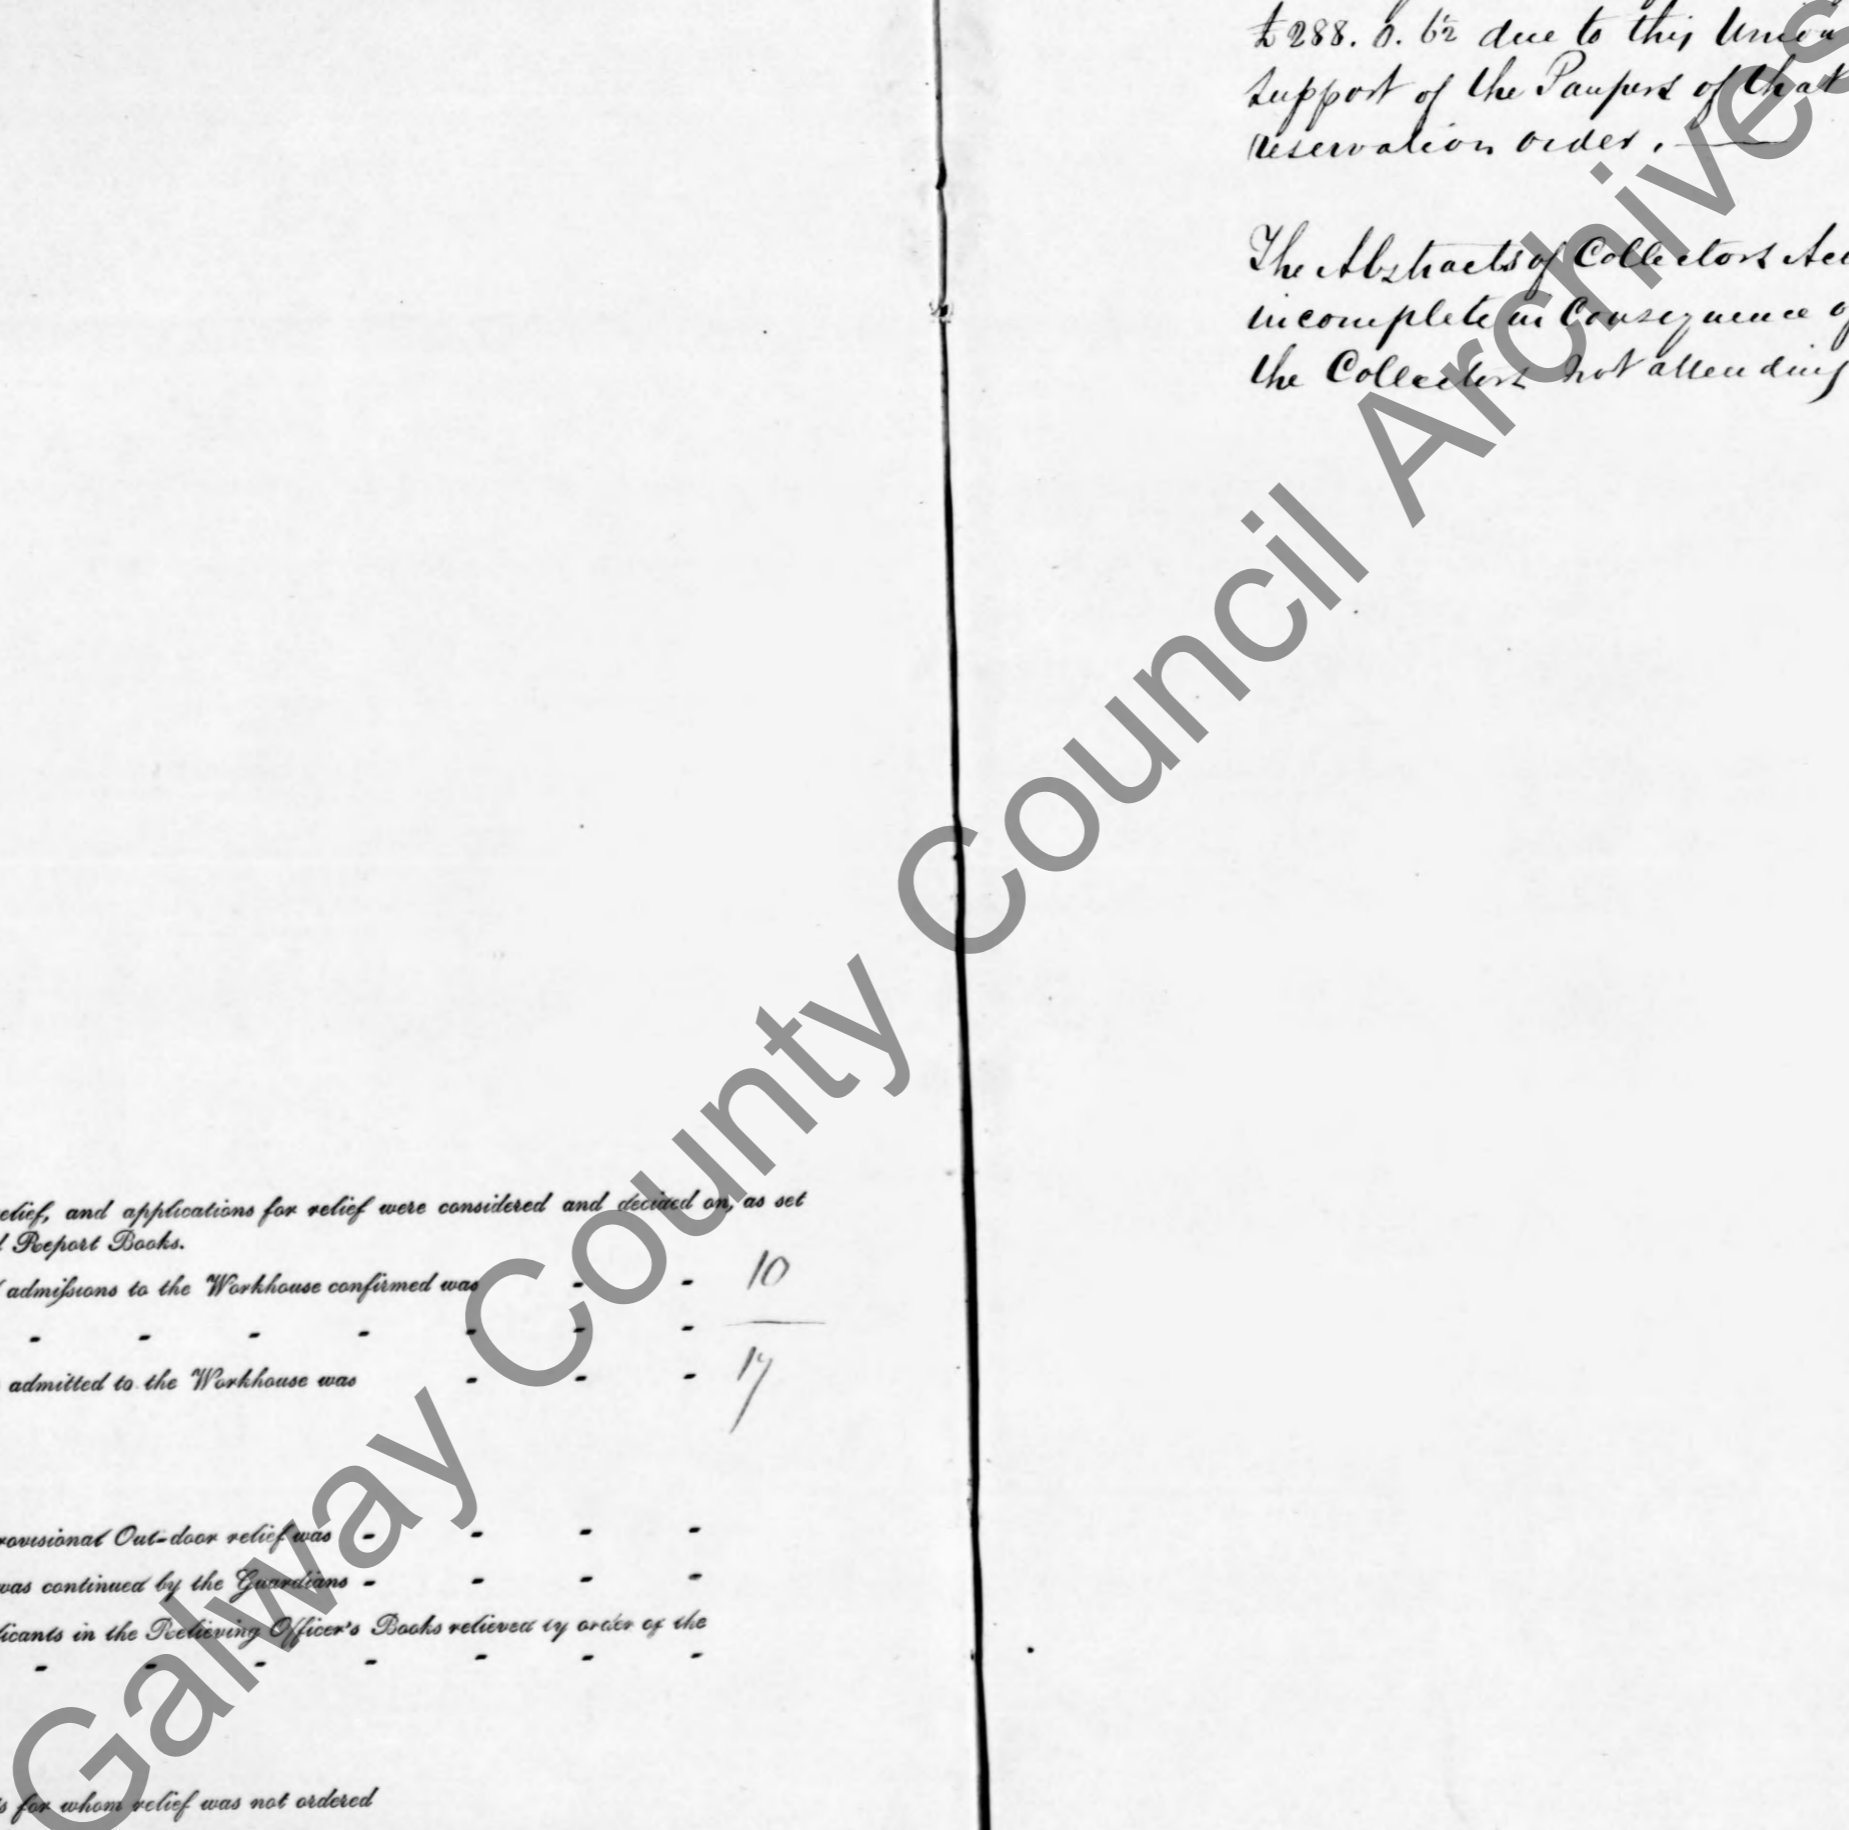 elief, and applications for relief were considered and decided on, as set
Report Books.
admissions to the Workhouse confirmed was - - 10
- - - - - - -
admitted to the Workhouse was - - - 17
rovisional Out-door relief was - - - -
was continued by the Guardians - - - -
licants in the Relieving Officer's Books relieved by order of the
- - - - - - -
s for whom relief was not ordered
£288. 0. 6½ due to this Union
support of the Paupers of that
reservation order. —
The Abstracts of Collectors Acc
incomplete in Consequence of
the Collectors not attending
Galway County Council Archives